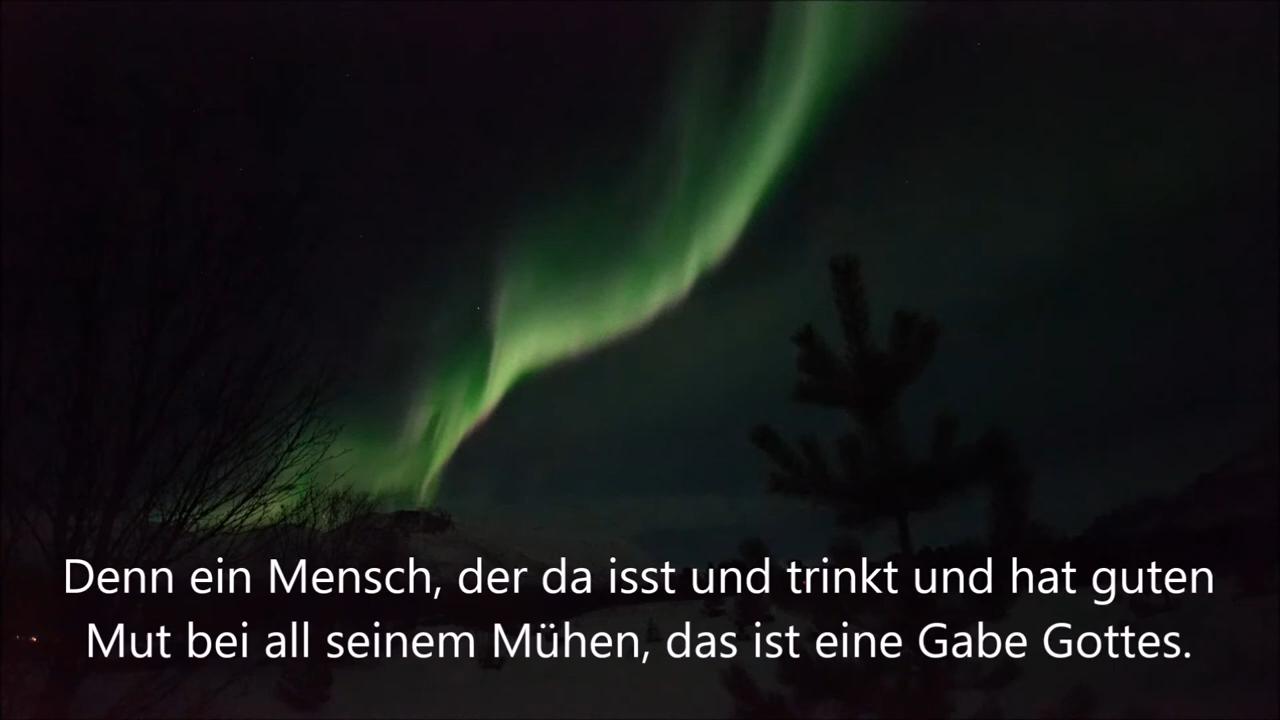 Denn ein Mensch, der da isst und trinkt und hat guten
Mut bei all seinem Mühen, das ist eine Gabe Gottes.